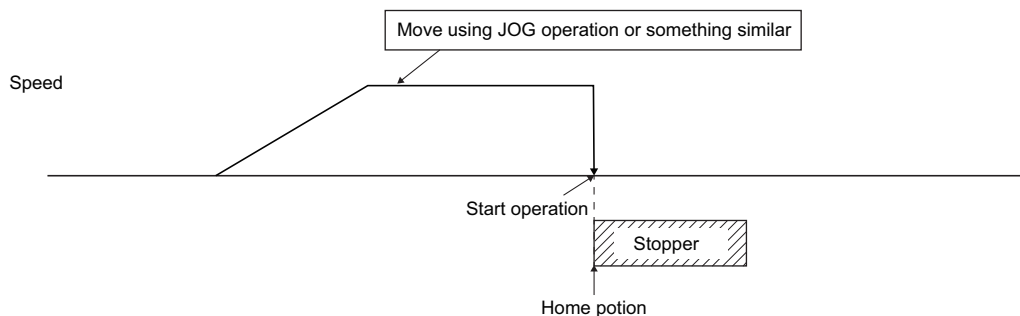 Move using JOG operation or something similar
Speed
Start operation
Stopper
Home potion